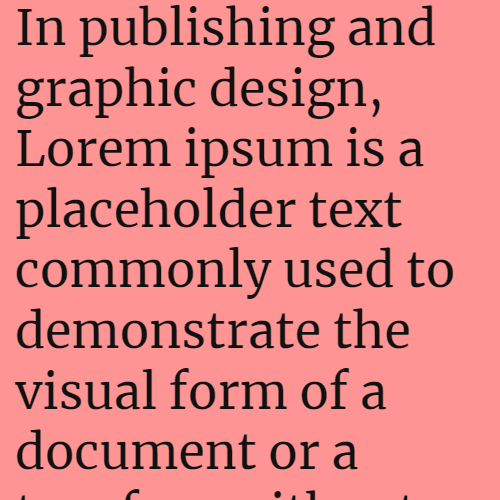 In publishing and
graphic design,
Lorem ipsum is a
placeholder text
commonly used to
demonstrate the
visual form of a
document or a